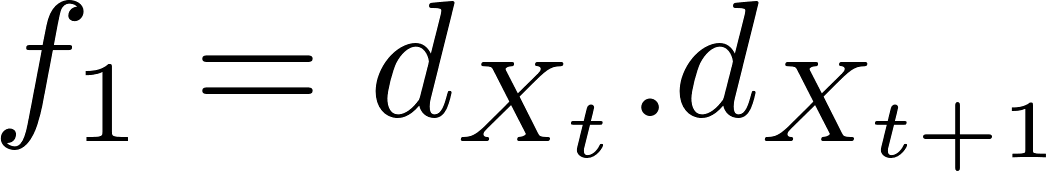 f_1 = d_{X_t} . d_{X_{t+1}}